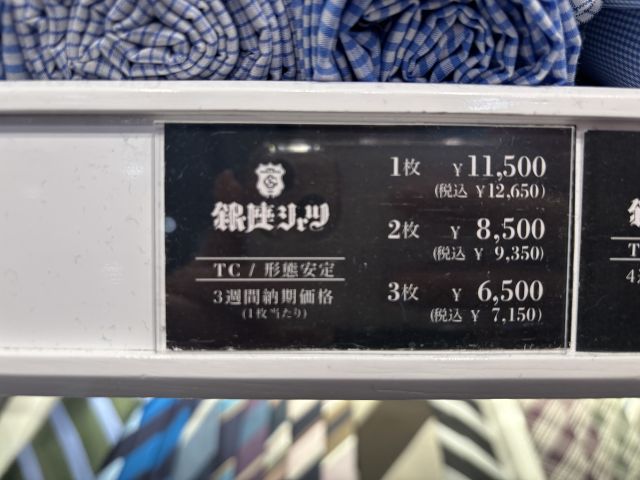 銀座シャツ
TC / 形態安定
3週間納期価格
(1枚当たり)
1枚 ¥11,500
(税込 ¥12,650)
2枚 ¥ 8,500
(税込 ¥ 9,350)
3枚 ¥ 6,500
(税込 ¥ 7,150)
T
4